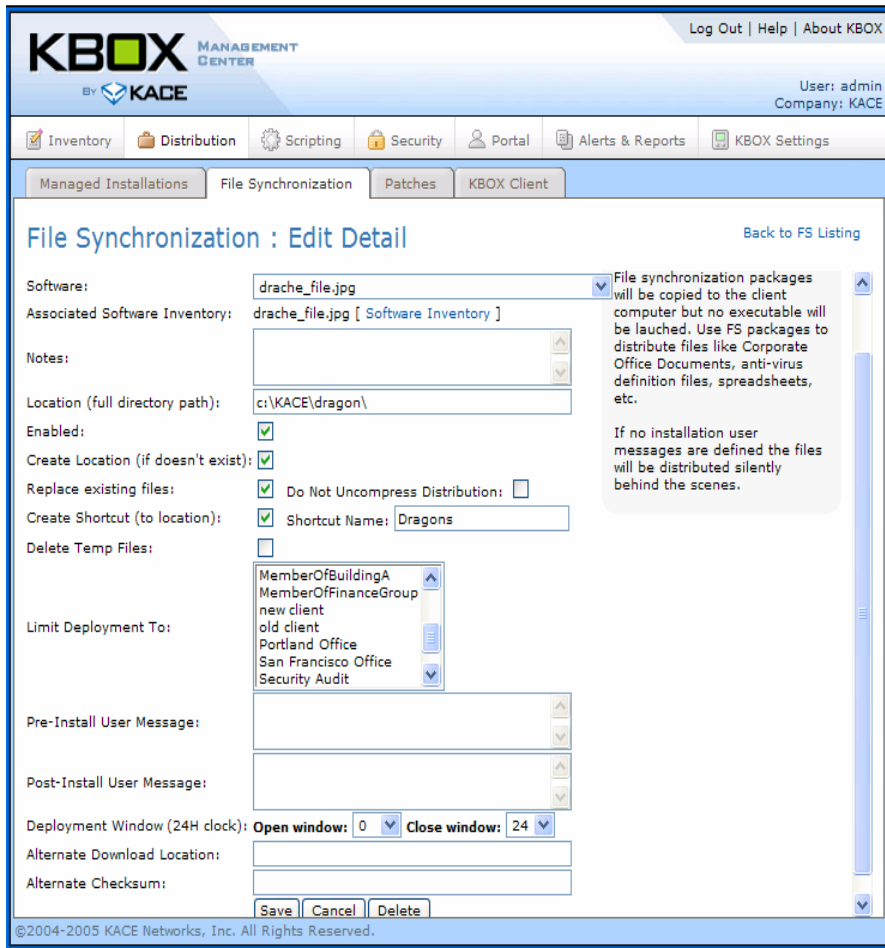 Log Out | Help | About KBOX
KBOX MANAGEMENT CENTER
BY KACE
User: admin
Company: KACE
Inventory Distribution Scripting Security Portal Alerts & Reports KBOX Settings
Managed Installations File Synchronization Patches KBOX Client
File Synchronization : Edit Detail
Back to FS Listing
Software: drache_file.jpg
Associated Software Inventory: drache_file.jpg [ Software Inventory ]
Notes:
Location (full directory path): c:\KACE\dragon\
Enabled:
Create Location (if doesn't exist):
Replace existing files: Do Not Uncompress Distribution:
Create Shortcut (to location): Shortcut Name: Dragons
Delete Temp Files:
Limit Deployment To:
MemberOfBuildingA
MemberOfFinanceGroup
new client
old client
Portland Office
San Francisco Office
Security Audit
Pre-Install User Message:
Post-Install User Message:
Deployment Window (24H clock): Open window: 0 Close window: 24
Alternate Download Location:
Alternate Checksum:
Save Cancel Delete
File synchronization packages
will be copied to the client
computer but no executable will
be lauched. Use FS packages to
distribute files like Corporate
Office Documents, anti-virus
definition files, spreadsheets,
etc.
If no installation user
messages are defined the files
will be distributed silently
behind the scenes.
©2004-2005 KACE Networks, Inc. All Rights Reserved.